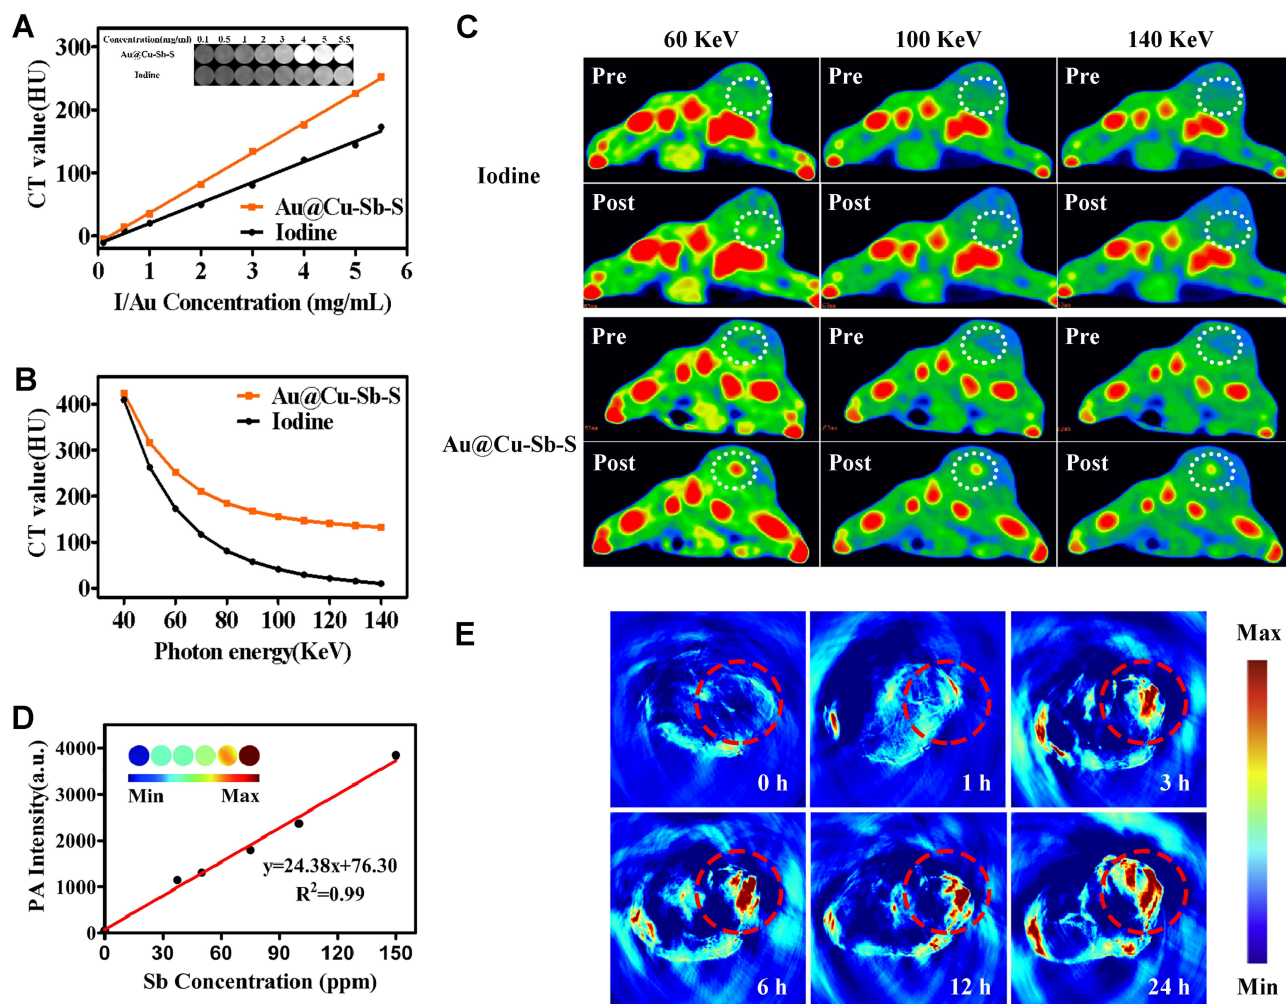 A
Concentration(mg/ml) 0.1 0.5 1 2 3 4 5 5.5
Au@Cu-Sb-S
Iodine
CT value(HU)
300
200
100
0
Au@Cu-Sb-S
Iodine
0 1 2 3 4 5 6
I/Au Concentration (mg/mL)
B
CT value(HU)
400
300
200
100
0
Au@Cu-Sb-S
Iodine
40 60 80 100 120 140
Photon energy(KeV)
C
60 KeV 100 KeV 140 KeV
Iodine
Pre Pre Pre
Post Post Post
Au@Cu-Sb-S
Pre Pre Pre
Post Post Post
D
PA Intensity(a.u.)
4000
3000
2000
1000
0
Min Max
y=24.38x+76.30
R²=0.99
0 30 60 90 120 150
Sb Concentration (ppm)
E
0 h 1 h 3 h
6 h 12 h 24 h
Max
Min